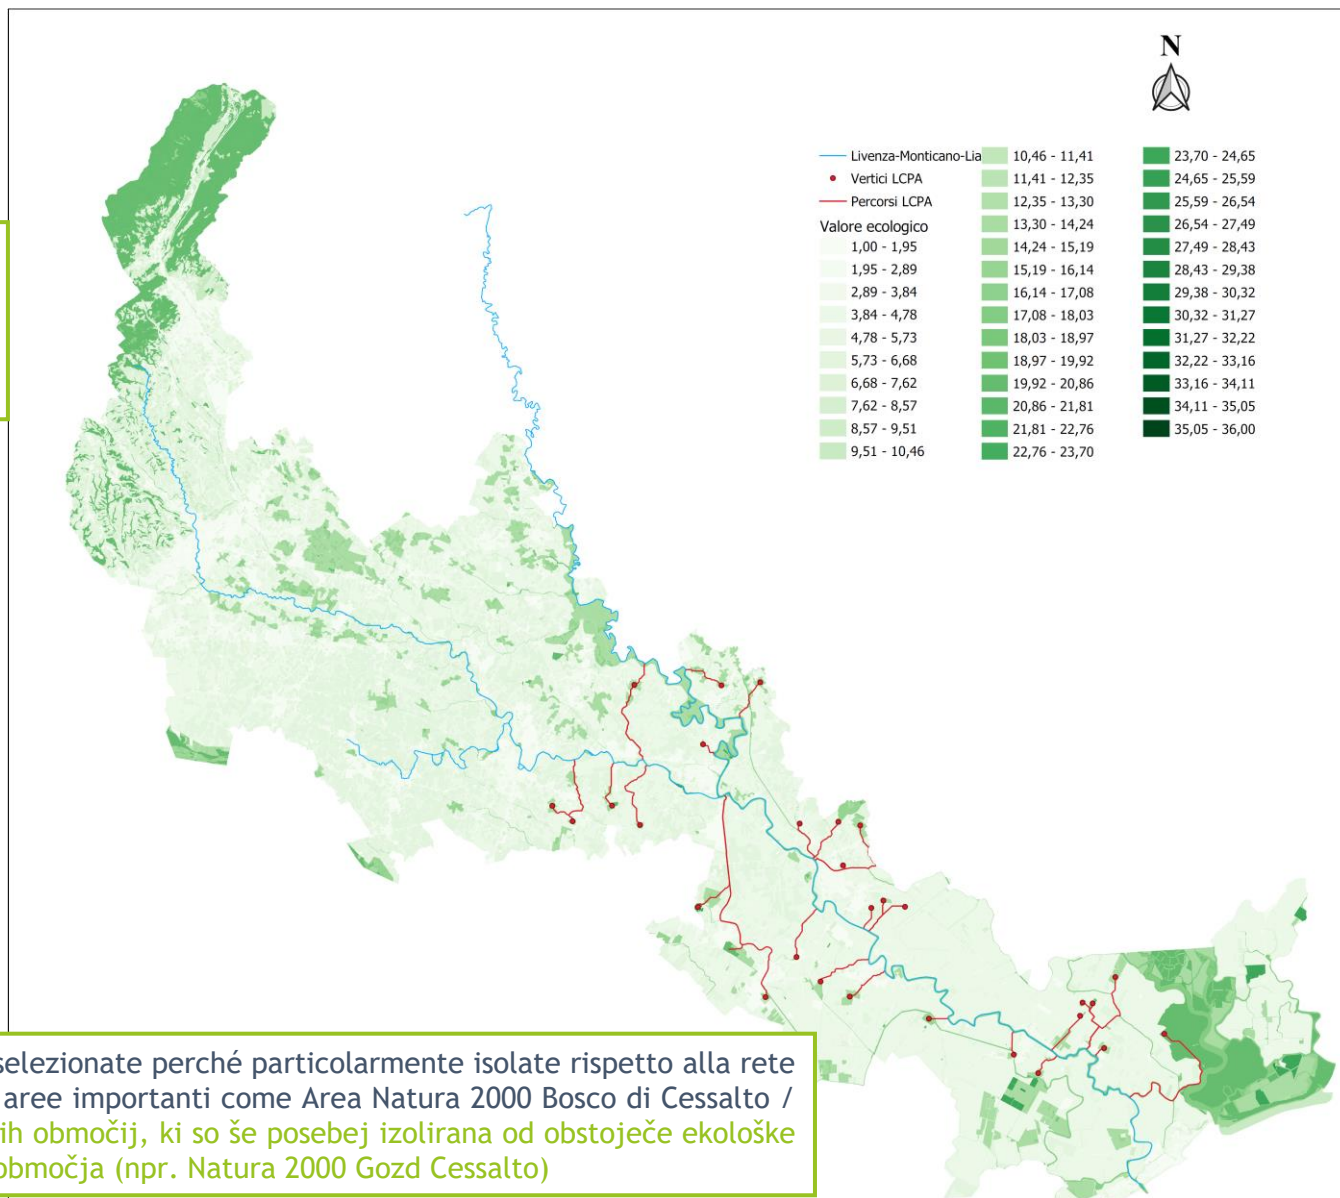 N
Livenza-Monticano-Lia
Vertici LCPA
Percorsi LCPA
Valore ecologico
1,00 - 1,95
1,95 - 2,89
2,89 - 3,84
3,84 - 4,78
4,78 - 5,73
5,73 - 6,68
6,68 - 7,62
7,62 - 8,57
8,57 - 9,51
9,51 - 10,46
10,46 - 11,41
11,41 - 12,35
12,35 - 13,30
13,30 - 14,24
14,24 - 15,19
15,19 - 16,14
16,14 - 17,08
17,08 - 18,03
18,03 - 18,97
18,97 - 19,92
19,92 - 20,86
20,86 - 21,81
21,81 - 22,76
22,76 - 23,70
23,70 - 24,65
24,65 - 25,59
25,59 - 26,54
26,54 - 27,49
27,49 - 28,43
28,43 - 29,38
29,38 - 30,32
30,32 - 31,27
31,27 - 32,22
32,22 - 33,16
33,16 - 34,11
34,11 - 35,05
35,05 - 36,00
selezionate perché particolarmente isolate rispetto alla rete
aree importanti come Area Natura 2000 Bosco di Cessalto /
ih območij, ki so še posebej izolirana od obstoječe ekološke
območja (npr. Natura 2000 Gozd Cessalto)